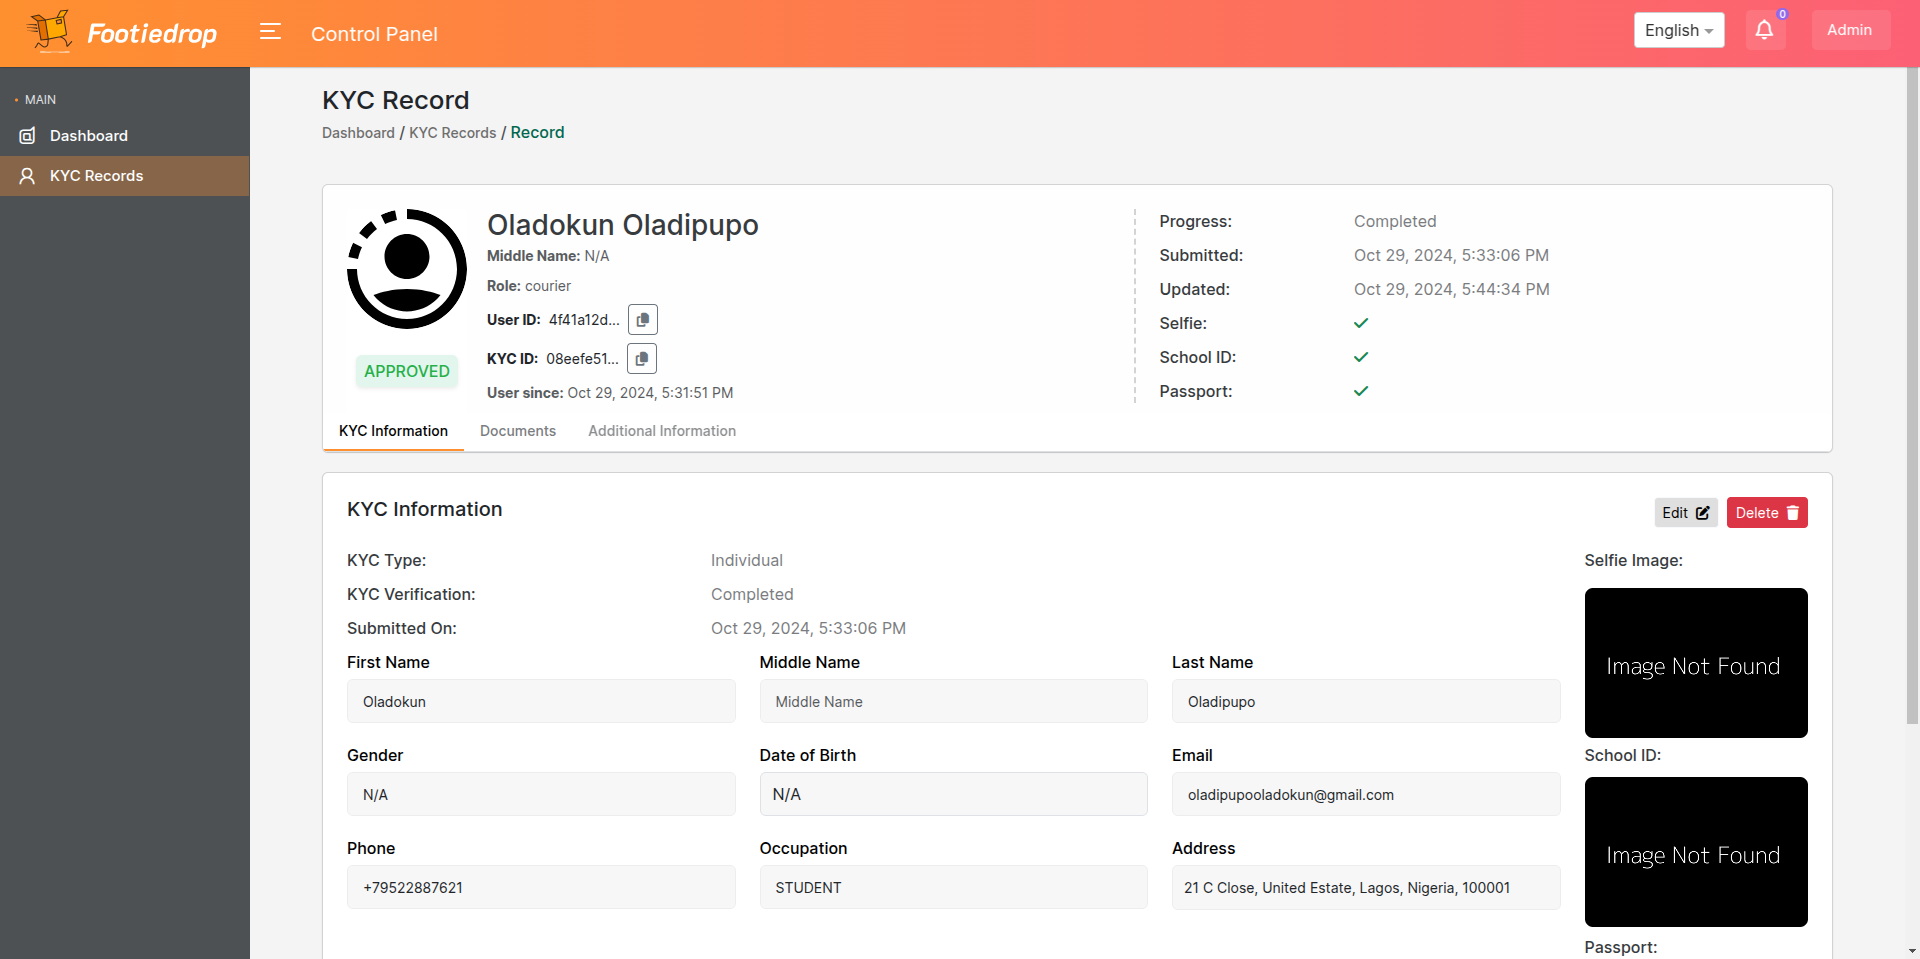 Footiedrop
Control Panel
English
0
Admin
MAIN
Dashboard
KYC Records
KYC Record
Dashboard / KYC Records / Record
Oladokun Oladipupo
Middle Name: N/A
Role: courier
User ID: 4f41a12d...
KYC ID: 08eefe51...
User since: Oct 29, 2024, 5:31:51 PM
APPROVED
Progress: Completed
Submitted: Oct 29, 2024, 5:33:06 PM
Updated: Oct 29, 2024, 5:44:34 PM
Selfie:
School ID:
Passport:
KYC Information
Documents
Additional Information
KYC Information
Edit
Delete
KYC Type: Individual
KYC Verification: Completed
Submitted On: Oct 29, 2024, 5:33:06 PM
First Name
Oladokun
Middle Name
Middle Name
Last Name
Oladipupo
Gender
N/A
Date of Birth
N/A
Email
oladipupooladokun@gmail.com
Phone
+79522887621
Occupation
STUDENT
Address
21 C Close, United Estate, Lagos, Nigeria, 100001
Selfie Image:
Image Not Found
School ID:
Image Not Found
Passport: